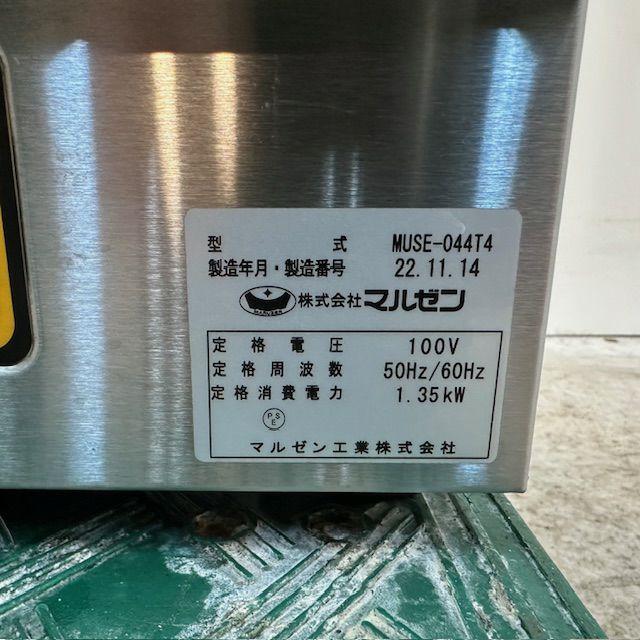 型 式 MUSE-044T4
製造年月・製造番号 22.11.14
MARUZEN 株式会社マルゼン
定格電圧 100V
定格周波数 50Hz/60Hz
定格消費電力 1.35kW
PSE
マルゼン工業株式会社